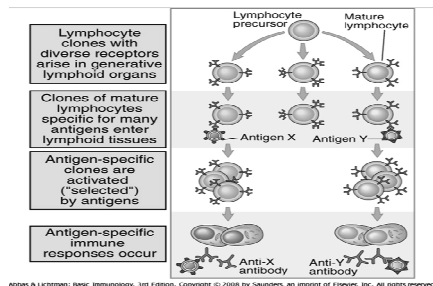 Lymphocyte
clones with
diverse receptors
arise in generative
lymphoid organs
Lymphocyte
precursor
Mature
lymphocyte
Clones of mature
lymphocytes
specific for many
antigens enter
lymphoid tissues
Antigen X
Antigen Y
Antigen-specific
clones are
activated
("selected")
by antigens
Antigen-specific
immune
responses occur
Anti-X
antibody
Anti-Y
antibody
Abbas & Lichtman: Basic Immunology, 3rd Edition. Copyright © 2008 by Saunders, an imprint of Elsevier, Inc. All rights reserved